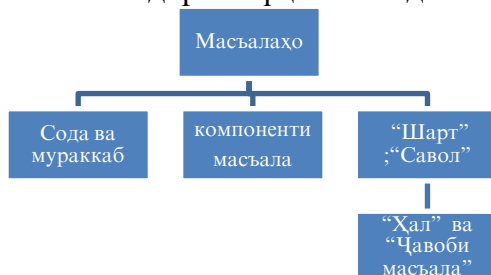 Масъалаҳо
Сода ва
мураккаб
компоненти
масъала
“Шарт”
;“Савол”
“Ҳал” ва
“Ҷавоби
масъала”